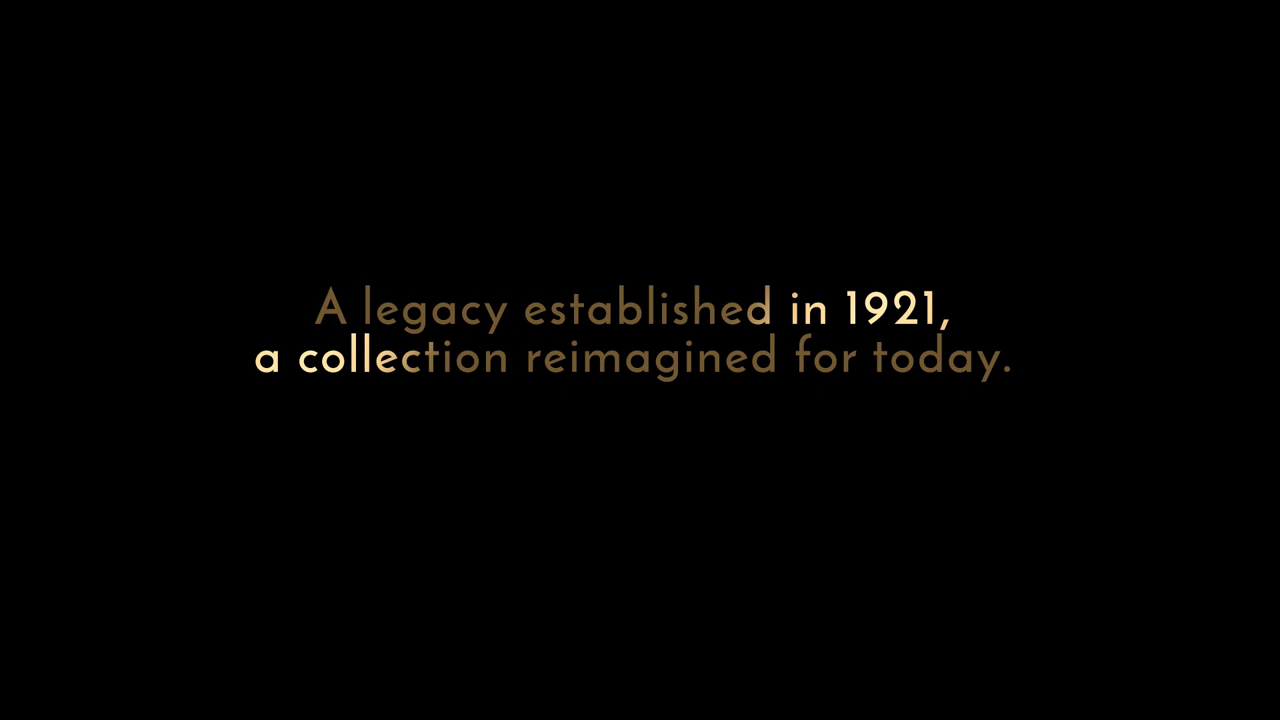 A legacy established in 1921,
a collection reimagined for today.